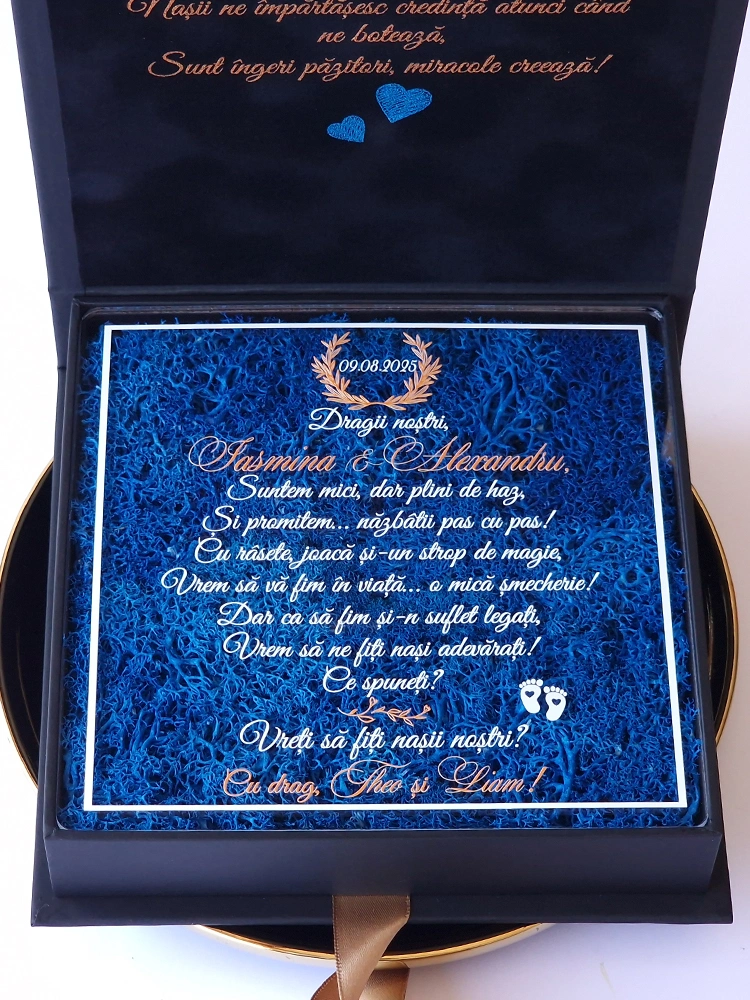 Nașii ne împărtășesc credință atunci când
ne botează,
Sunt îngeri păzitori, miracole creează!
09.08.2025
Dragii noștri,
Iasmina & Alexandru,
Suntem mici, dar plini de haz,
Și promitem... năzbâtii pas cu pas!
Cu râsete, joacă și-un strop de magie,
Vrem să vă fim în viață... o mică șmecherie!
Dar ca să fim și-n suflet legați,
Vrem să ne fiți nași adevărați!
Ce spuneți?
Vreți să fiți nașii noștri?
Cu drag, Theo și Liam!